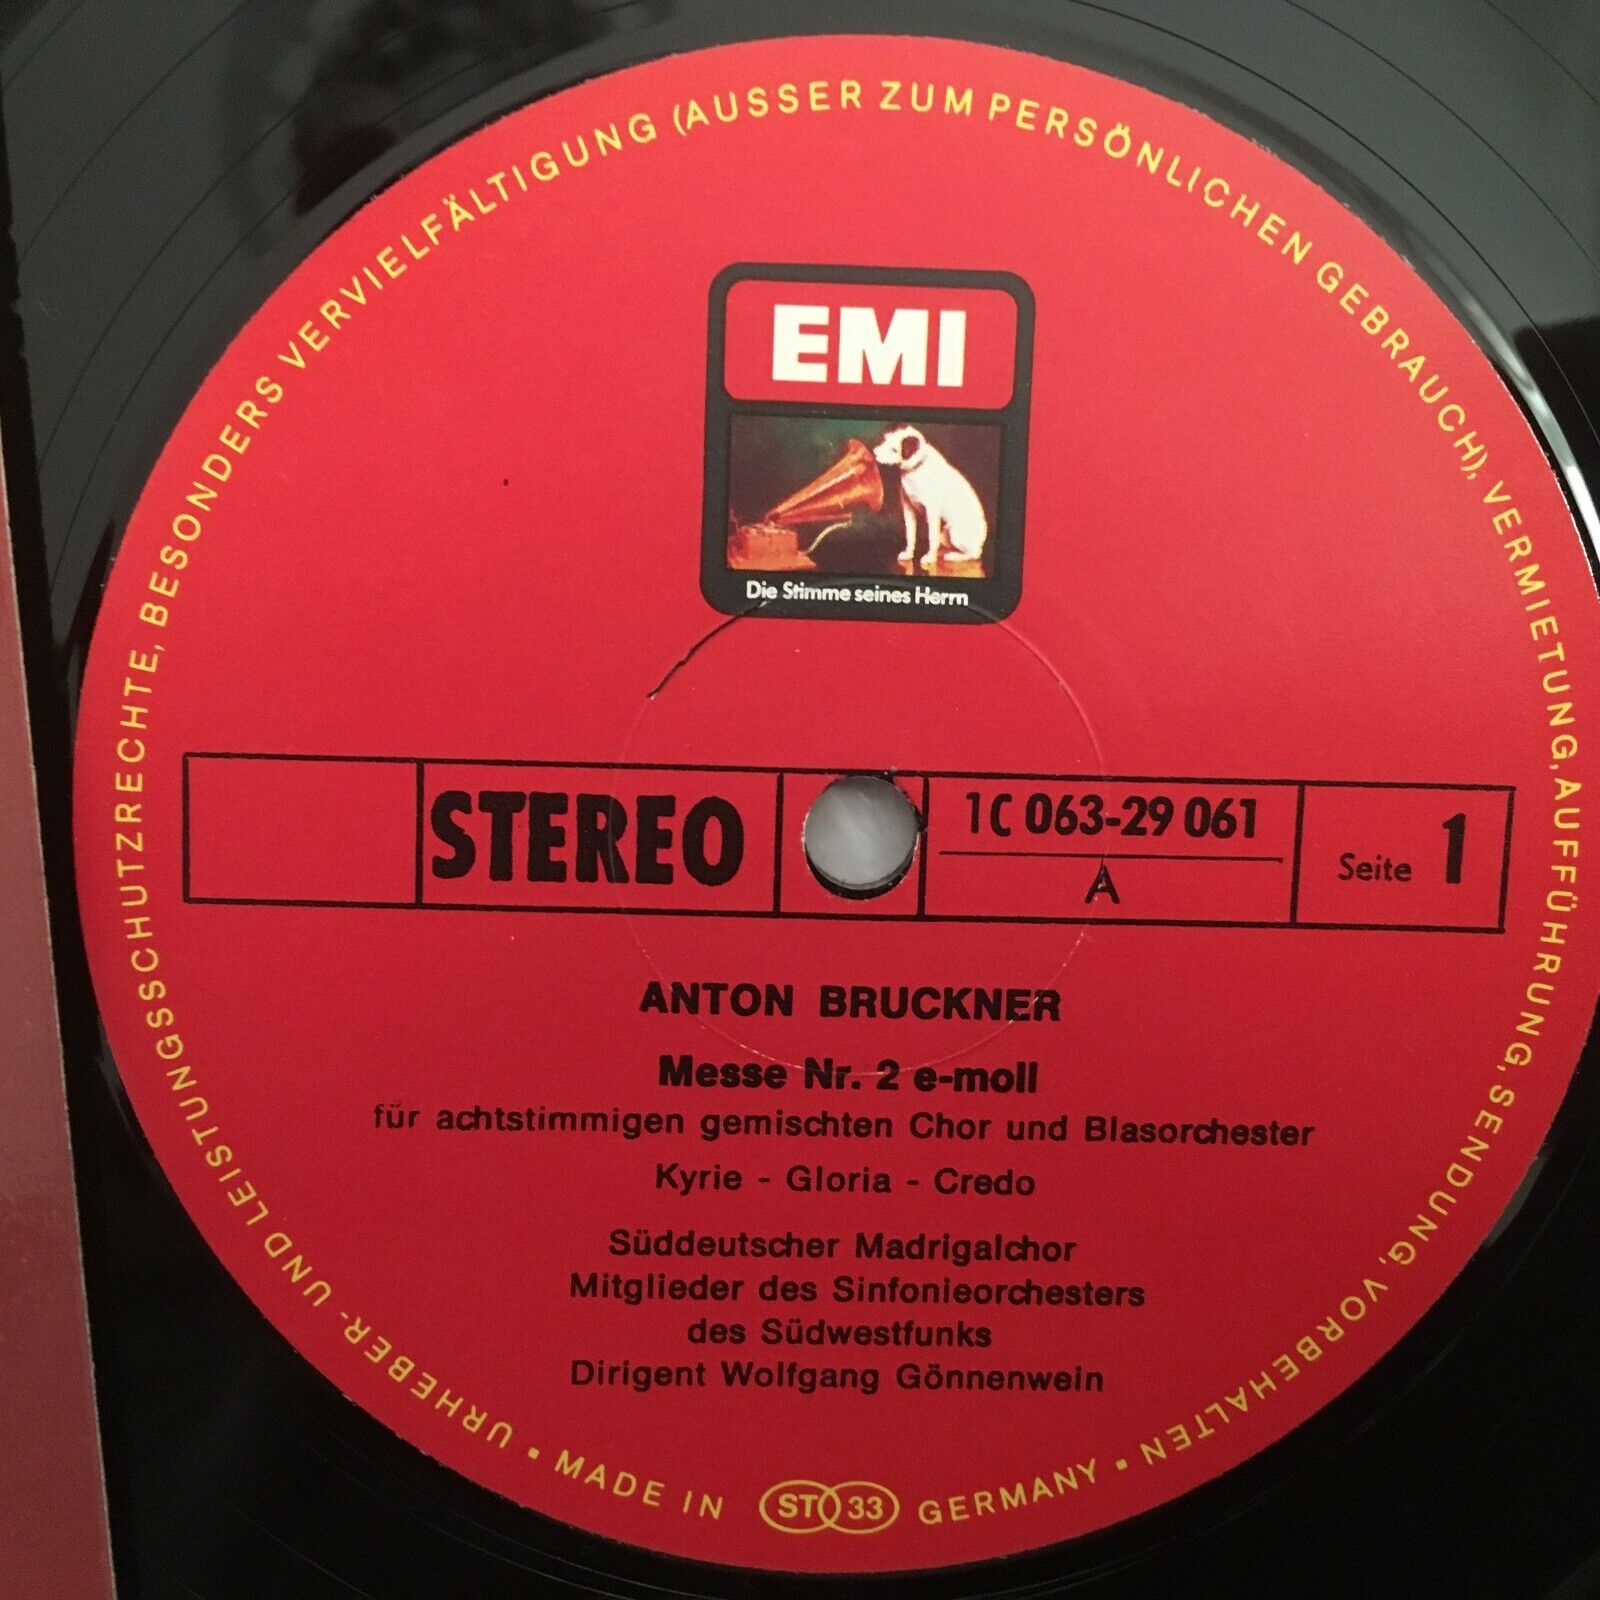 EMI
Die Stimme seines Herrn
STEREO
1C 063-29 061
A
Seite 1
ANTON BRUCKNER
Messe Nr. 2 e-moll
für achtstimmigen gemischten Chor und Blasorchester
Kyrie - Gloria - Credo
Süddeutscher Madrigalchor
Mitglieder des Sinfonieorchesters
des Südwestfunks
Dirigent Wolfgang Gönnenwein
URHEBER- UND LEISTUNGSSCHUTZRECHTE, BESONDERS VERVIELFÄLTIGUNG (AUSSER ZUM PERSÖNLICHEN GEBRAUCH), VERMIETUNG, AUFFÜHRUNG, SENDUNG, VORBEHALTEN •
MADE IN ST 33 GERMANY •